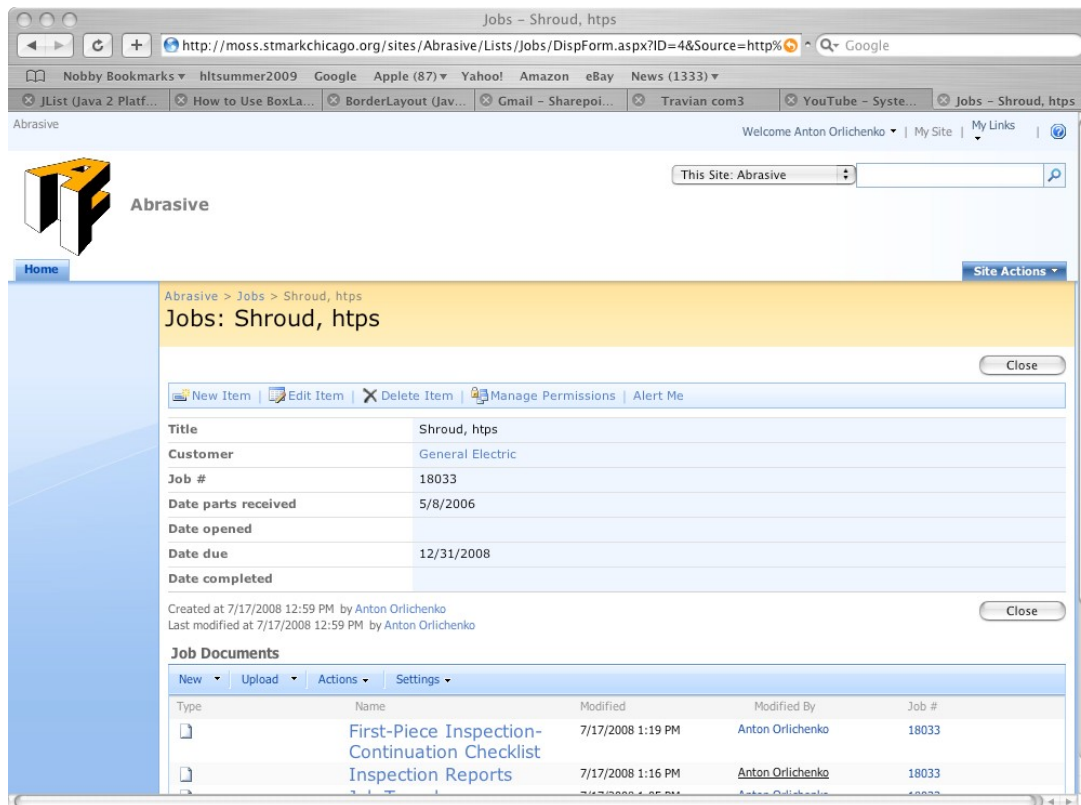 Jobs – Shroud, htps
http://moss.stmarkchicago.org/sites/Abrasive/Lists/Jobs/DispForm.aspx?ID=4&Source=http% Google
Nobby Bookmarks hltsummer2009 Google Apple (87) Yahoo! Amazon eBay News (1333)
JList (Java 2 Platf... How to Use BoxLa... BorderLayout (Jav... Gmail – Sharepoi... Travian com3 YouTube – Syste... Jobs – Shroud, htps
Abrasive Welcome Anton Orlichenko | My Site | My Links |
This Site: Abrasive
Abrasive
Home Site Actions
Abrasive > Jobs > Shroud, htps
Jobs: Shroud, htps
Close
New Item | Edit Item | Delete Item | Manage Permissions | Alert Me
Title Shroud, htps
Customer General Electric
Job # 18033
Date parts received 5/8/2006
Date opened
Date due 12/31/2008
Date completed
Created at 7/17/2008 12:59 PM by Anton Orlichenko
Close
Last modified at 7/17/2008 12:59 PM by Anton Orlichenko
Job Documents
New Upload Actions Settings
Type Name Modified Modified By Job #
First-Piece Inspection-Continuation Checklist 7/17/2008 1:19 PM Anton Orlichenko 18033
Inspection Reports 7/17/2008 1:16 PM Anton Orlichenko 18033